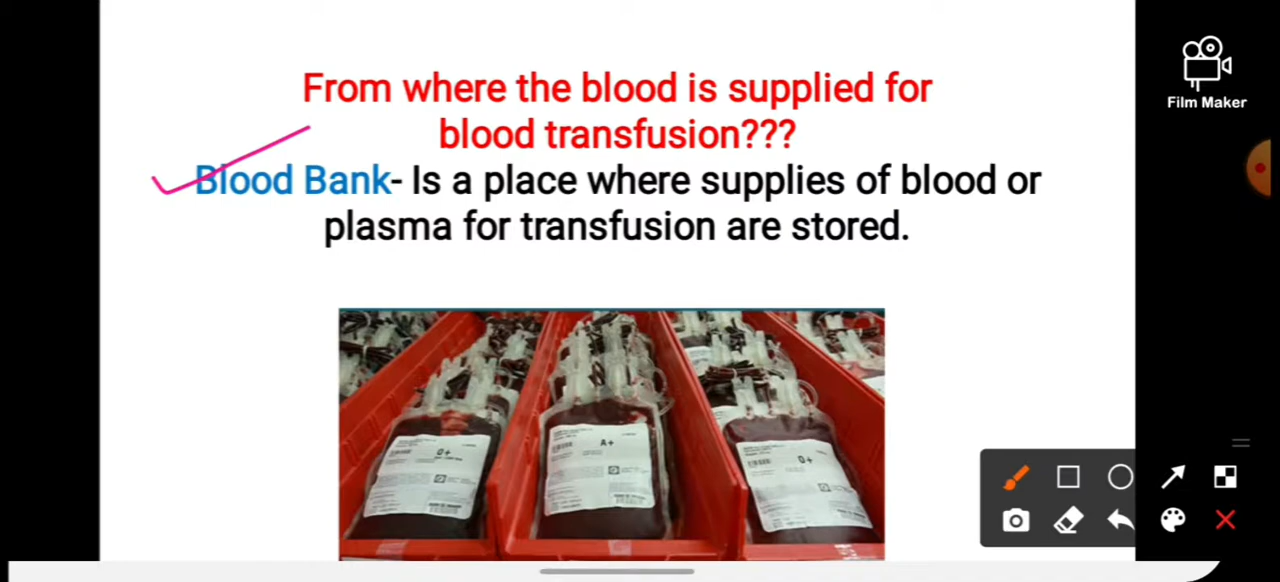 From where the blood is supplied for
blood transfusion???
Blood Bank- Is a place where supplies of blood or
plasma for transfusion are stored.
Film Maker
O+
A+
O+